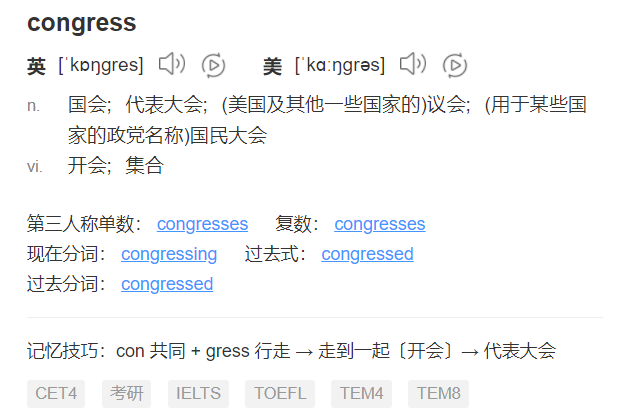 congress
英 [ˈkɒŋɡres] 美 [ˈkɑːŋɡrəs]
n. 国会；代表大会；(美国及其他一些国家的)议会；(用于某些国
家的政党名称)国民大会
vi. 开会；集合
第三人称单数： congresses 复数： congresses
现在分词： congressing 过去式： congressed
过去分词： congressed
记忆技巧：con 共同 + gress 行走 → 走到一起〔开会〕→ 代表大会
CET4 考研 IELTS TOEFL TEM4 TEM8